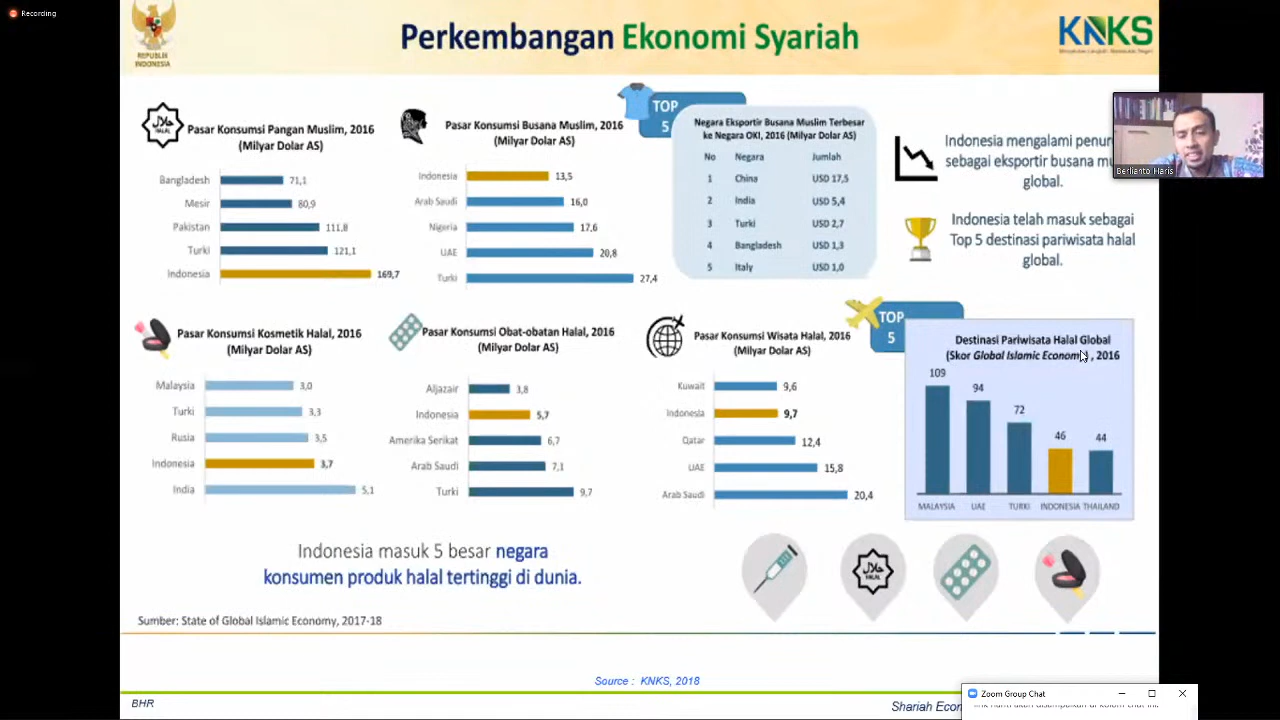 Recording
REPUBLIK
INDONESIA
Perkembangan Ekonomi Syariah
KNKS
Pasar Konsumsi Pangan Muslim, 2016
(Milyar Dolar AS)
Bangladesh 71,1
Mesir 80,9
Pakistan 111,8
Turki 121,1
Indonesia 169,7
Pasar Konsumsi Busana Muslim, 2016
(Milyar Dolar AS)
Indonesia 13,5
Arab Saudi 16,0
Nigeria 17,6
UAE 20,8
Turki 27,4
TOP
5
Negara Eksportir Busana Muslim Terbesar
ke Negara OKI, 2016 (Milyar Dolar AS)
No Negara Jumlah
1 China USD 17,5
2 India USD 5,4
3 Turki USD 2,7
4 Bangladesh USD 1,3
5 Italy USD 1,0
Indonesia mengalami
sebagai eksportir busana
global.
Berlianto Haris
Indonesia telah masuk sebagai
Top 5 destinasi pariwisata halal
global.
Pasar Konsumsi Kosmetik Halal, 2016
(Milyar Dolar AS)
Malaysia 3,0
Turki 3,3
Rusia 3,5
Indonesia 3,7
India 5,1
Pasar Konsumsi Obat-obatan Halal, 2016
(Milyar Dolar AS)
Aljazair 3,8
Indonesia 5,7
Amerika Serikat 6,7
Arab Saudi 7,1
Turki 9,7
Pasar Konsumsi Wisata Halal, 2016
(Milyar Dolar AS)
Kuwait 9,6
Indonesia 9,7
Qatar 12,4
UAE 15,8
Arab Saudi 20,4
TOP
5
Destinasi Pariwisata Halal Global
(Skor Global Islamic Economy) , 2016
109 94 72 46 44
MALAYSIA UAE TURKI INDONESIA THAILAND
Indonesia masuk 5 besar negara
konsumen produk halal tertinggi di dunia.
حلال
HALAL
Sumber: State of Global Islamic Economy, 2017-18
Source : KNKS, 2018
BHR
Shariah
Zoom Group Chat